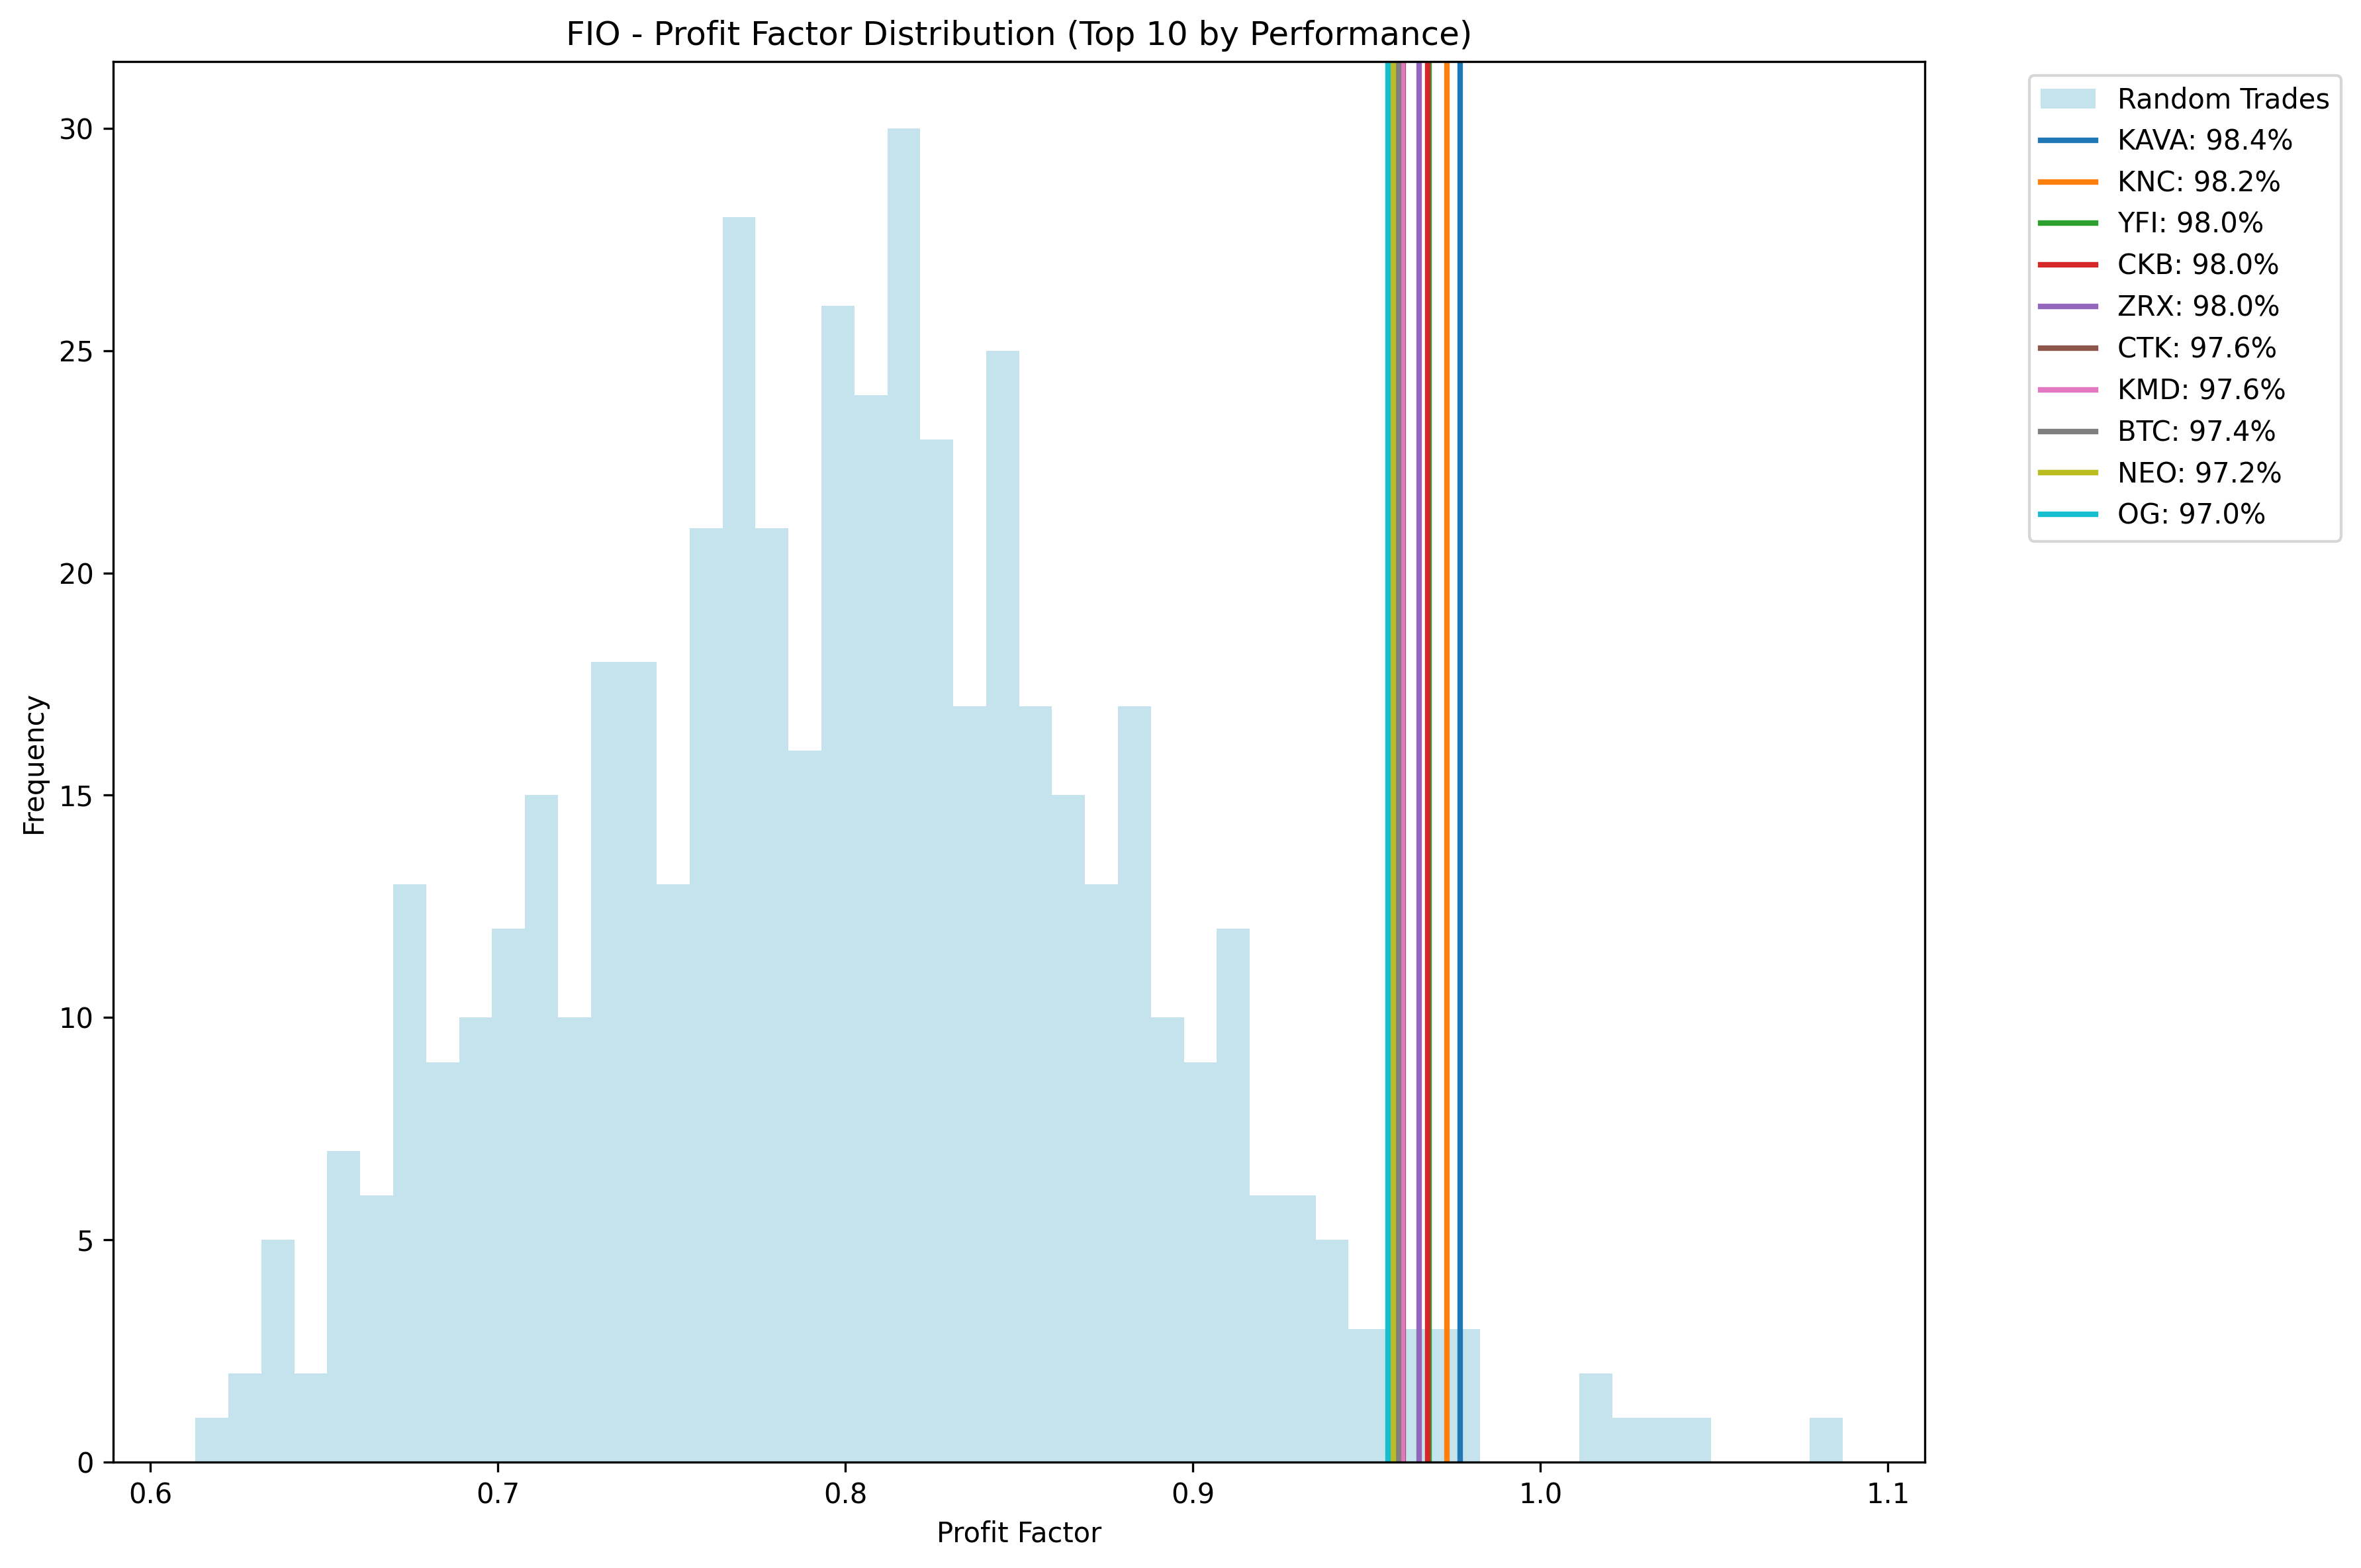 FIO - Profit Factor Distribution (Top 10 by Performance)
Frequency
30
25
20
15
10
5
0
0.6
0.7
0.8
0.9
1.0
1.1
Profit Factor
Random Trades
KAVA: 98.4%
KNC: 98.2%
YFI: 98.0%
CKB: 98.0%
ZRX: 98.0%
CTK: 97.6%
KMD: 97.6%
BTC: 97.4%
NEO: 97.2%
OG: 97.0%